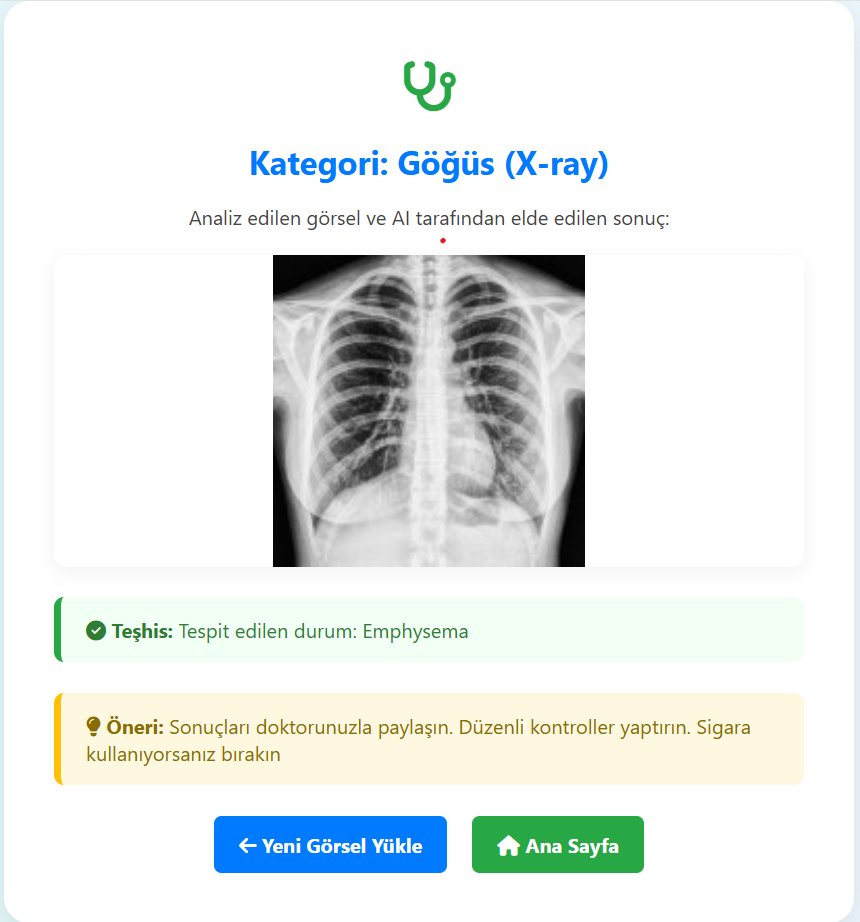 Kategori: Göğüs (X-ray)
Analiz edilen görsel ve AI tarafından elde edilen sonuç:
Teşhis: Tespit edilen durum: Emphysema
Öneri: Sonuçları doktorunuzla paylaşın. Düzenli kontroller yaptırın. Sigara
kullanıyorsanız bırakın
Yeni Görsel Yükle
Ana Sayfa